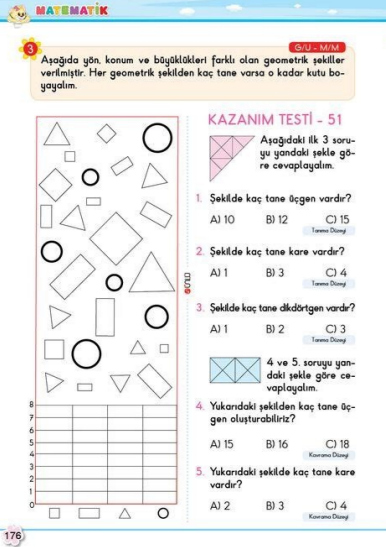 MATEMATİK
3
G/U - M/M
Aşağıda yön, konum ve büyüklükleri farklı olan geometrik şekiller
verilmiştir. Her geometrik şekilden kaç tane varsa o kadar kutu bo-
yayalım.
KAZANIM TESTİ - 51
Aşağıdaki ilk 3 soru-
yu yandaki şekle gö-
re cevaplayalım.
1. Şekilde kaç tane üçgen vardır?
A) 10 B) 12 C) 15
Tanıma Düzeyi
2. Şekilde kaç tane kare vardır?
A) 1 B) 3 C) 4
Tanıma Düzeyi
3. Şekilde kaç tane dikdörtgen vardır?
A) 1 B) 2 C) 3
Tanıma Düzeyi
4 ve 5. soruyu yan-
daki şekle göre ce-
vaplayalım.
4. Yukarıdaki şekilden kaç tane üç-
gen oluşturabiliriz?
A) 15 B) 16 C) 18
Kavrama Düzeyi
5. Yukarıdaki şekilde kaç tane kare
vardır?
A) 2 B) 3 C) 4
Kavrama Düzeyi
8
7
6
5
4
3
2
1
0
176